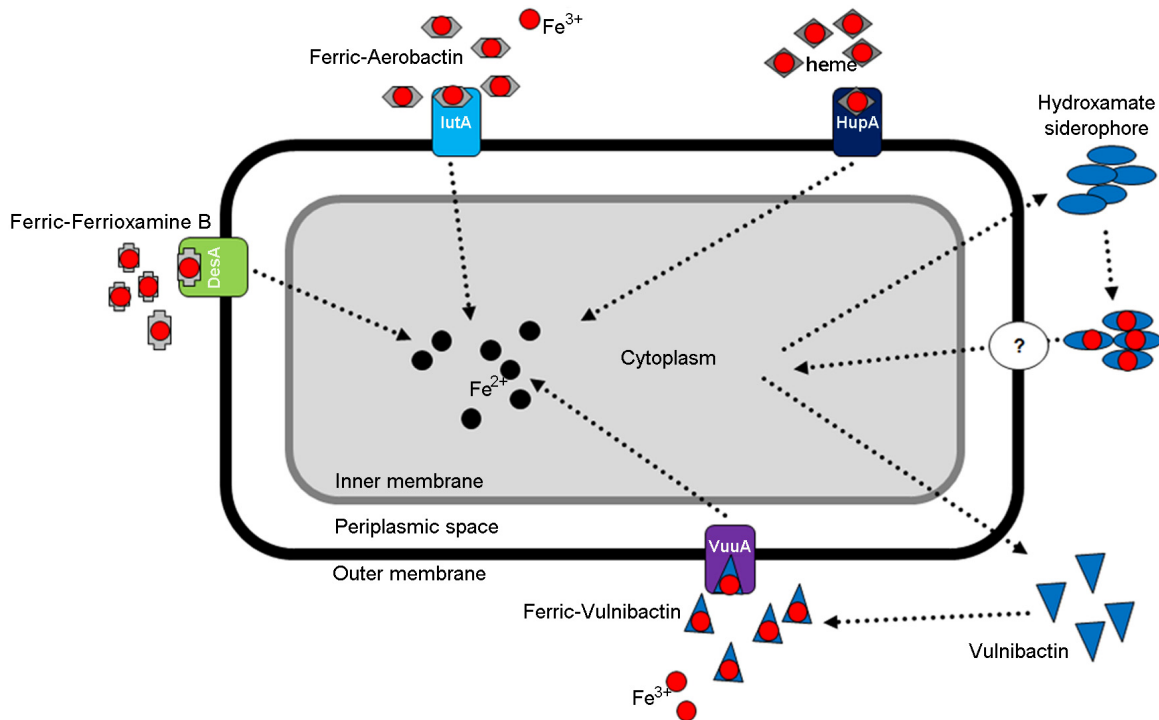 Fe3+
Ferric-Aerobactin
heme
IutA
HupA
Hydroxamate
siderophore
Ferric-Ferrioxamine B
DesA
?
Cytoplasm
Fe2+
Inner membrane
Periplasmic space
Outer membrane
VuuA
Ferric-Vulnibactin
Vulnibactin
Fe3+